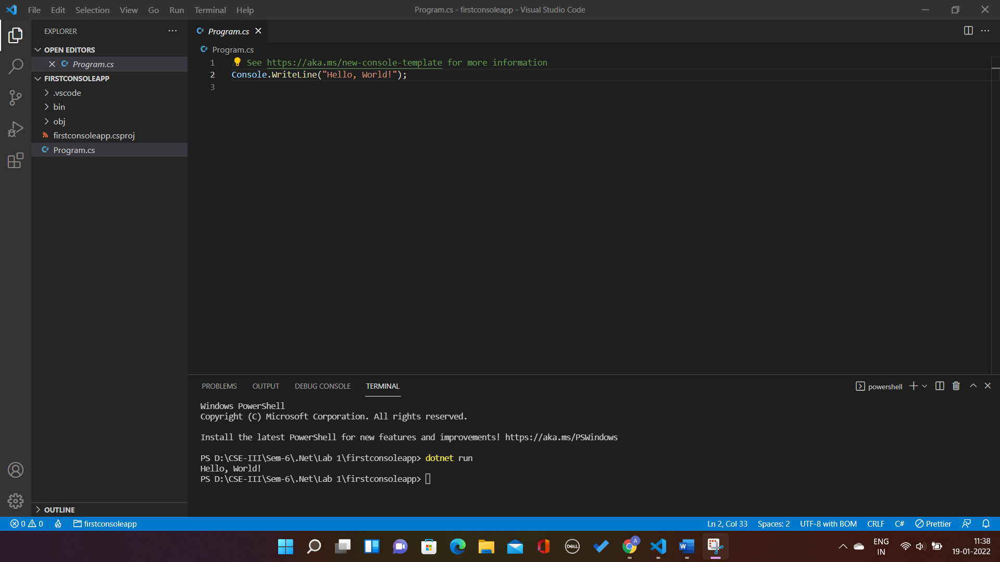 File Edit Selection View Go Run Terminal Help
Program.cs - firstconsoleapp - Visual Studio Code
EXPLORER
OPEN EDITORS
Program.cs
FIRSTCONSOLEAPP
.vscode
bin
obj
firstconsoleapp.csproj
Program.cs
OUTLINE
Program.cs
Program.cs
1 See https://aka.ms/new-console-template for more information
2 Console.WriteLine("Hello, World!");
3
PROBLEMS OUTPUT DEBUG CONSOLE TERMINAL
powershell
Windows PowerShell
Copyright (C) Microsoft Corporation. All rights reserved.
Install the latest PowerShell for new features and improvements! https://aka.ms/PSWindows
PS D:\CSE-III\Sem-6\.Net\Lab 1\firstconsoleapp> dotnet run
Hello, World!
PS D:\CSE-III\Sem-6\.Net\Lab 1\firstconsoleapp>
0 0 firstconsoleapp
Ln 2, Col 33 Spaces: 2 UTF-8 with BOM CRLF C# Prettier
DELL
A
W
ENG
IN
11:38
19-01-2022